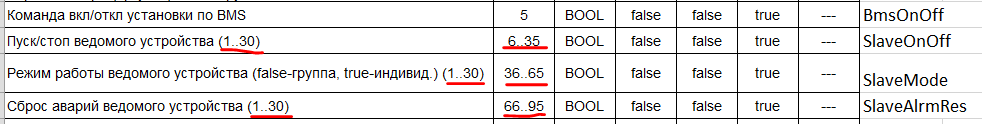 Команда вкл/откл установки по BMS 5 BOOL false false true --- BmsOnOff
Пуск/стоп ведомого устройства (1..30) 6..35 BOOL false false true --- SlaveOnOff
Режим работы ведомого устройства (false-группа, true-индивид.) (1..30) 36..65 BOOL false false true --- SlaveMode
Сброс аварий ведомого устройства (1..30) 66..95 BOOL false false true --- SlaveAlrmRes